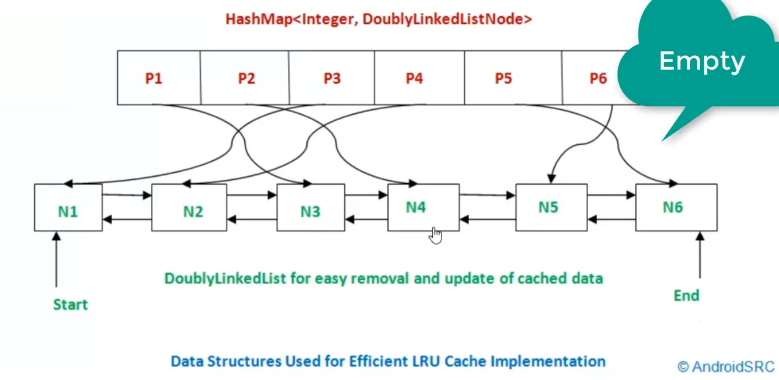 HashMap<Integer, DoublyLinkedListNode>
P1 P2 P3 P4 P5 P6
Empty
N1 N2 N3 N4 N5 N6
DoublyLinkedList for easy removal and update of cached data
Start
End
Data Structures Used for Efficient LRU Cache Implementation
© AndroidSRC